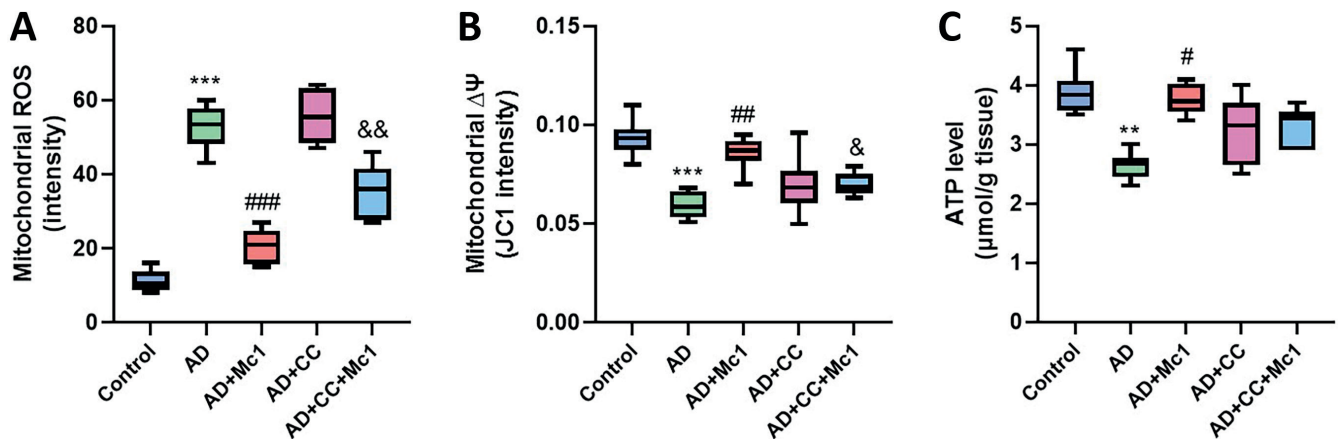 A
Mitochondrial ROS
(intensity)
80
60
40
20
0
***
###
&&
Control
AD
AD+Mc1
AD+CC
AD+CC+Mc1
B
Mitochondrial ΔΨ
(JC1 intensity)
0.15
0.10
0.05
0.00
***
##
&
Control
AD
AD+Mc1
AD+CC
AD+CC+Mc1
C
ATP level
(μmol/g tissue)
5
4
3
2
1
0
**
#
Control
AD
AD+Mc1
AD+CC
AD+CC+Mc1